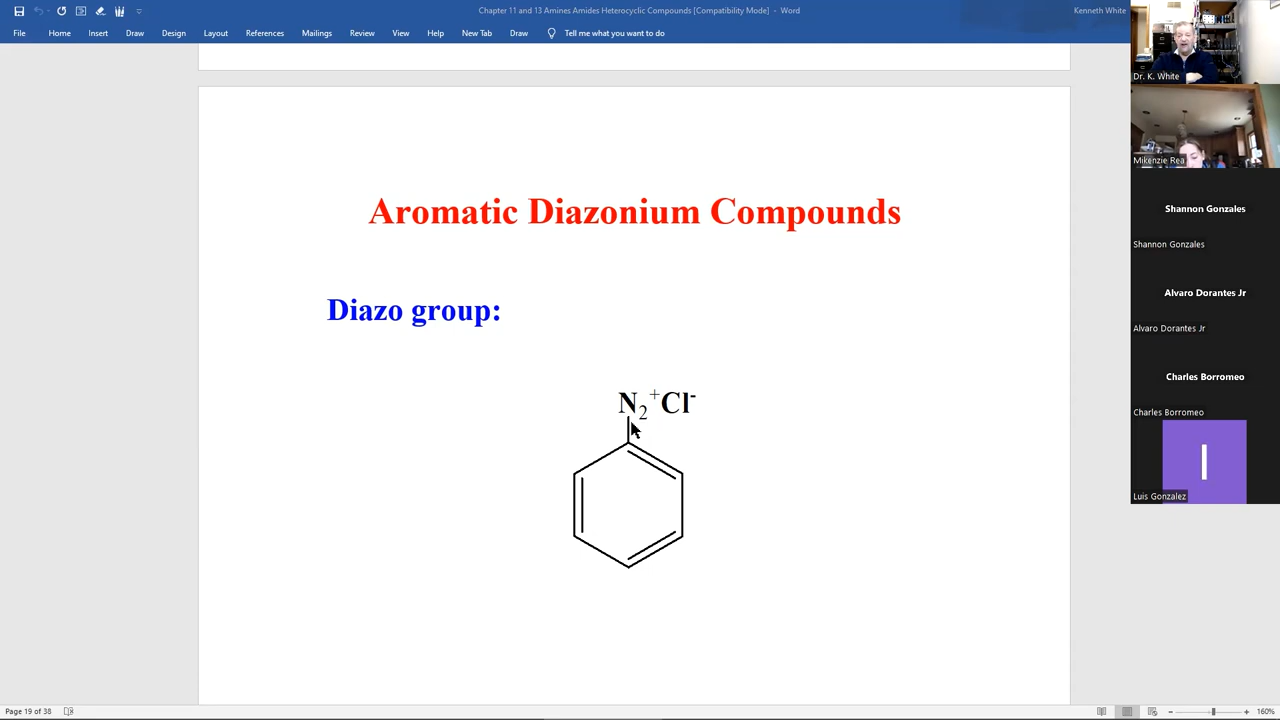 Chapter 11 and 13 Amines Amides Heterocyclic Compounds [Compatibility Mode] - Word
Kenneth White
File Home Insert Draw Design Layout References Mailings Review View Help New Tab Draw Tell me what you want to do
Dr. K. White
Mikenzie Rea
Shannon Gonzales
Shannon Gonzales
Alvaro Dorantes Jr
Alvaro Dorantes Jr
Charles Borromeo
Charles Borromeo
I
Luis Gonzalez
Aromatic Diazonium Compounds
Diazo group:
N₂⁺Cl⁻
Page 19 of 38
160%